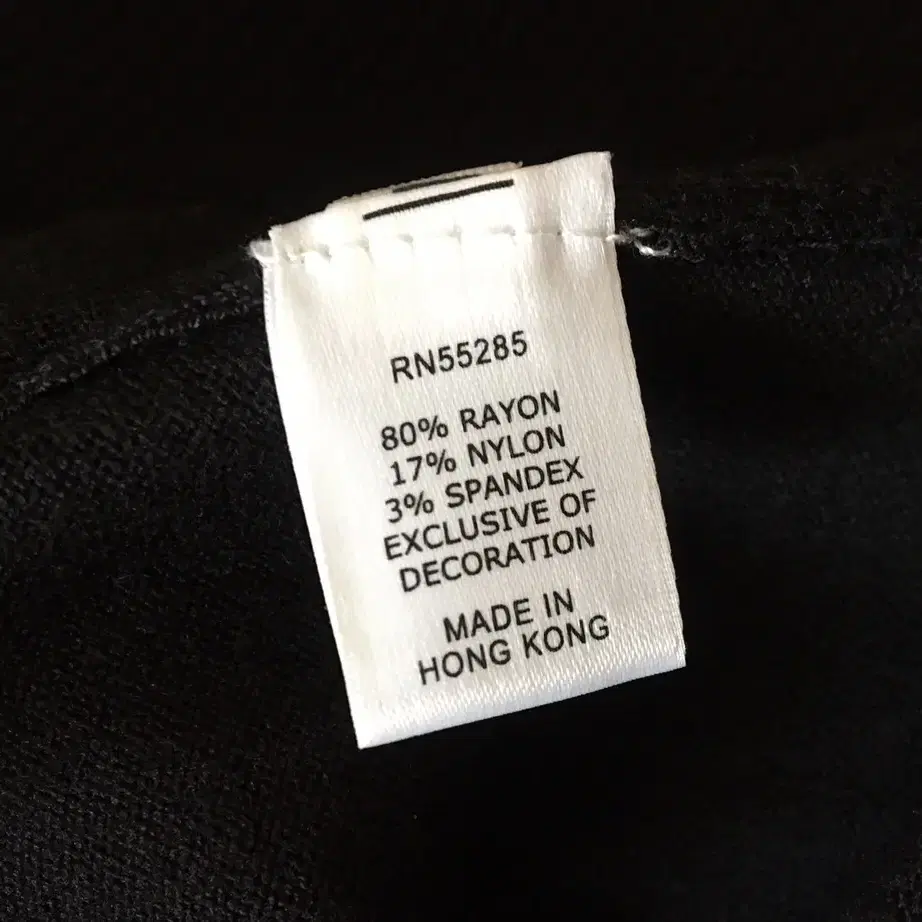 RN55285
80% RAYON
17% NYLON
3% SPANDEX
EXCLUSIVE OF
DECORATION
MADE IN
HONG KONG